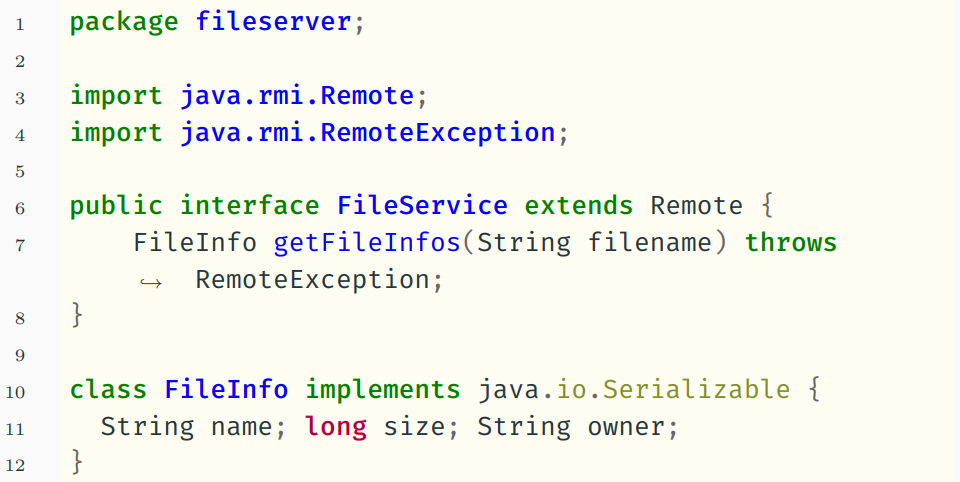 1 package fileserver;
2
3 import java.rmi.Remote;
4 import java.rmi.RemoteException;
5
6 public interface FileService extends Remote {
7 FileInfo getFileInfos(String filename) throws
↪ RemoteException;
8 }
9
10 class FileInfo implements java.io.Serializable {
11 String name; long size; String owner;
12 }